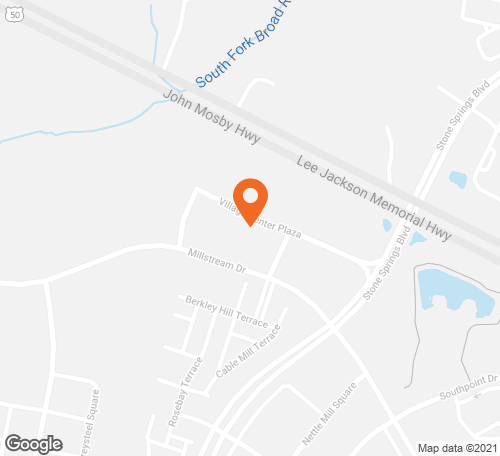 50
South Fork Broad R
John Mosby Hwy
Lee Jackson Memorial Hwy
Stone Springs Blvd
Village Center Plaza
Stone Springs Blvd
Millstream Dr
Berkley Hill Terrace
Cable Mill Terrace
Rosebay Terrace
Nettle Mill Square
Southpoint Dr
reysteel Square
Google
Map data ©2021